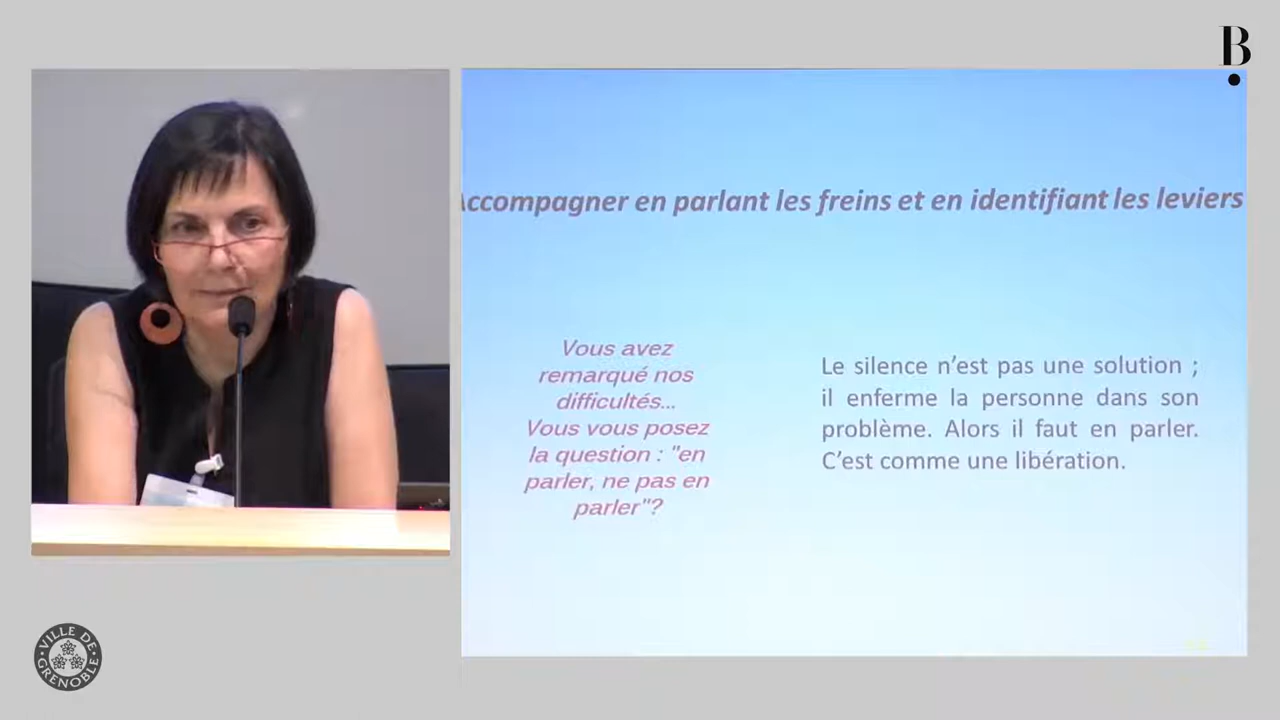 B
Accompagner en parlant les freins et en identifiant les leviers
Vous avez
remarqué nos
difficultés...
Vous vous posez
la question : "en
parler, ne pas en
parler"?
Le silence n'est pas une solution ;
il enferme la personne dans son
problème. Alors il faut en parler.
C'est comme une libération.
VILLE DE
GRENOBLE